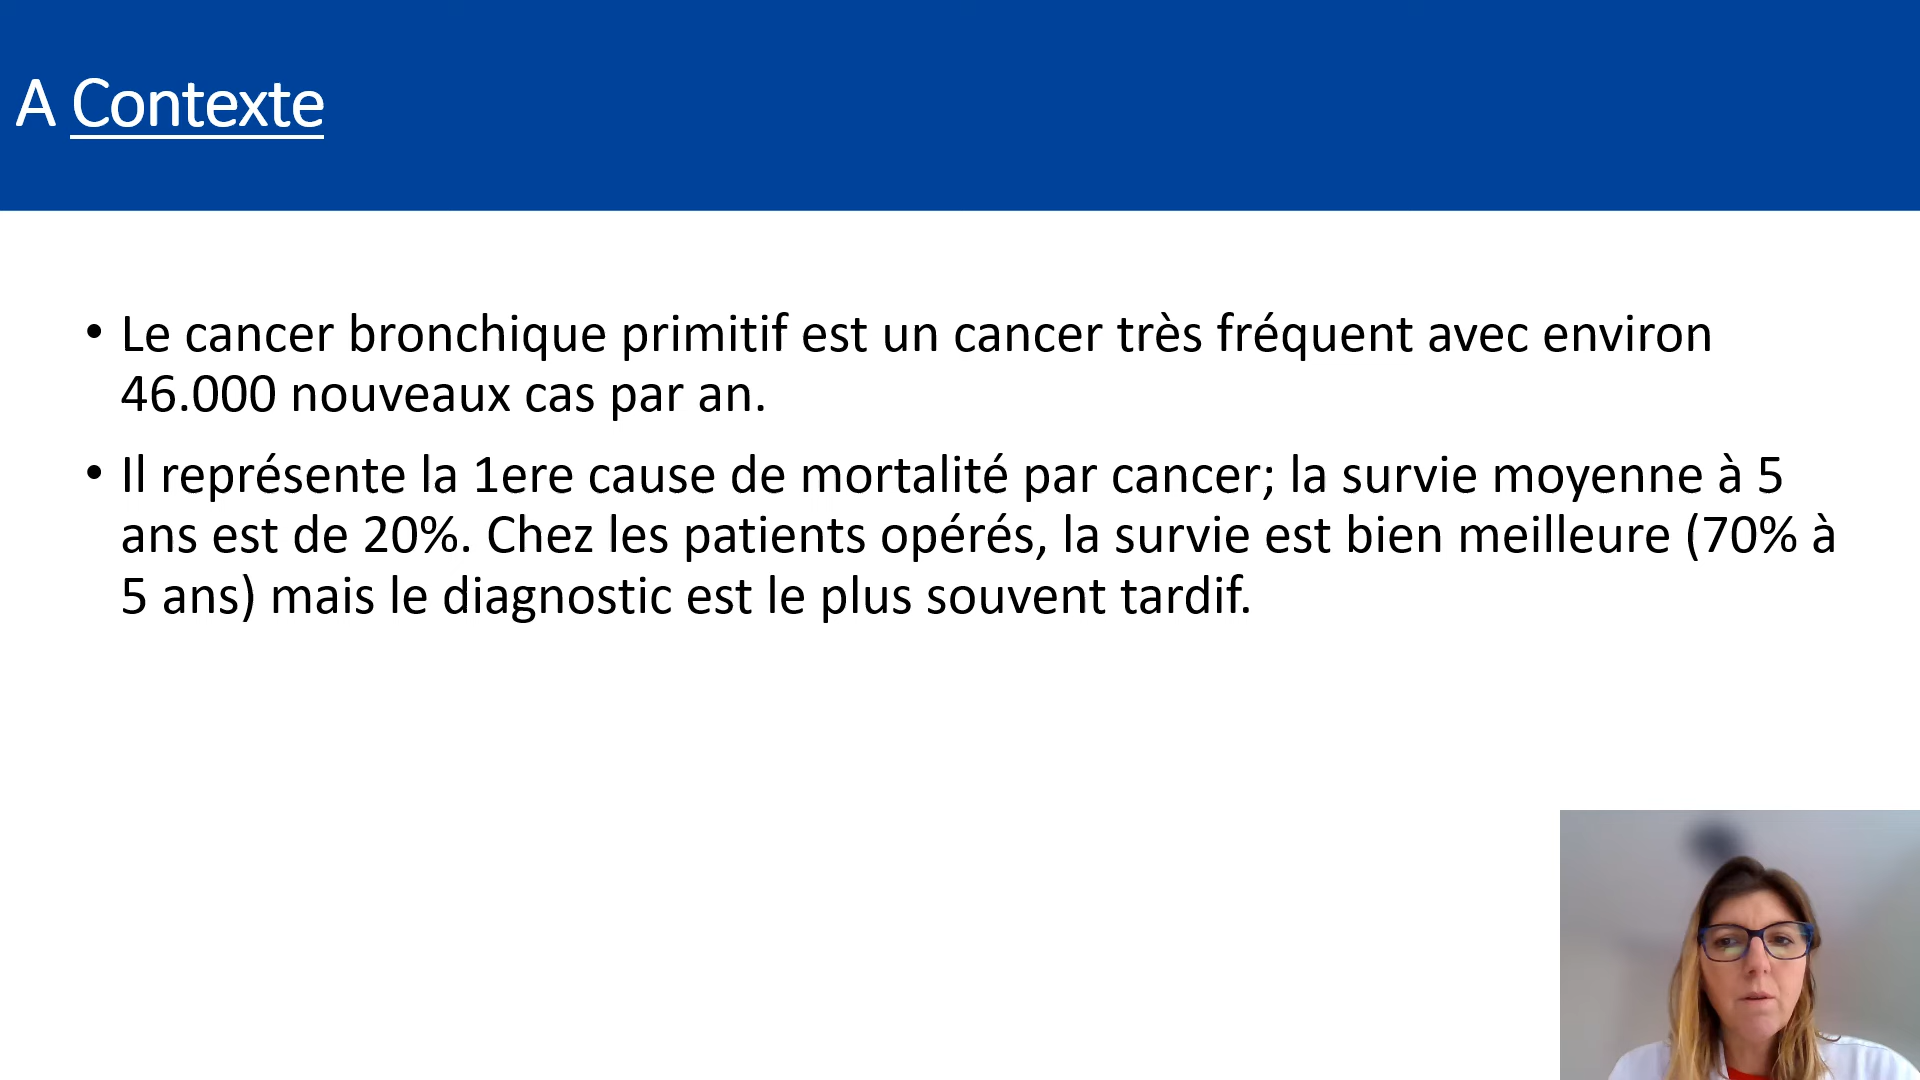 A Contexte
• Le cancer bronchique primitif est un cancer très fréquent avec environ
46.000 nouveaux cas par an.
• Il représente la 1ere cause de mortalité par cancer; la survie moyenne à 5
ans est de 20%. Chez les patients opérés, la survie est bien meilleure (70% à
5 ans) mais le diagnostic est le plus souvent tardif.